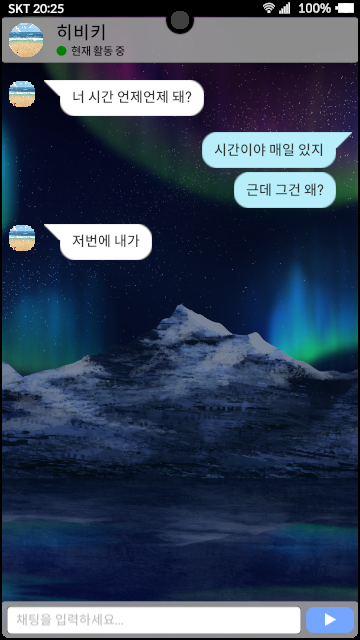 SKT 20:25
100%
히비키
현재 활동 중
너 시간 언제언제 돼?
시간이야 매일 있지
근데 그건 왜?
저번에 내가
채팅을 입력하세요...